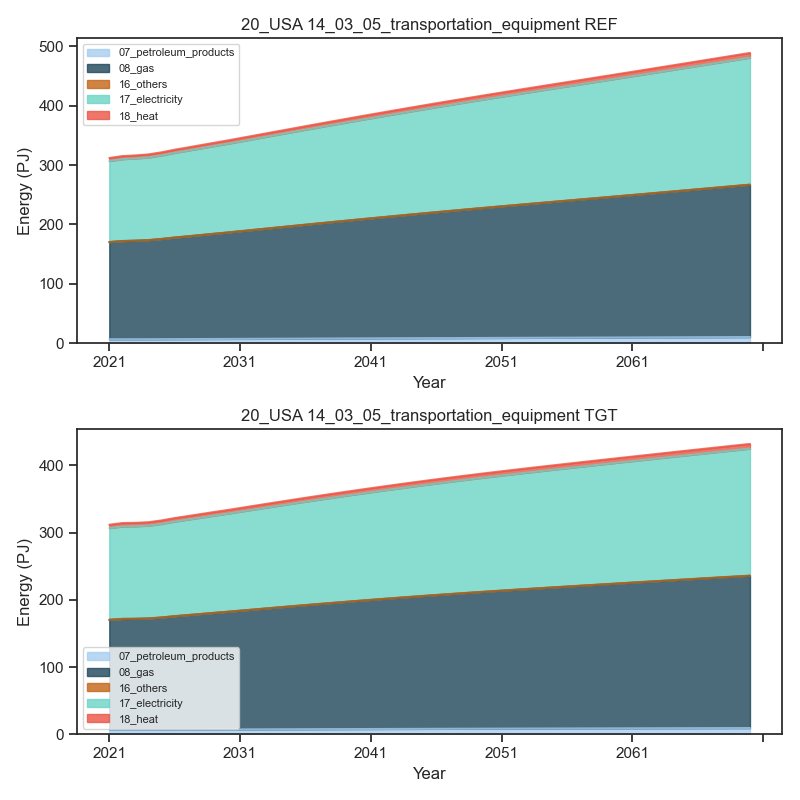 20_USA 14_03_05_transportation_equipment REF
500
400
300
200
100
0
Energy (PJ)
07_petroleum_products
08_gas
16_others
17_electricity
18_heat
2021 2031 2041 2051 2061
Year
20_USA 14_03_05_transportation_equipment TGT
400
300
200
100
0
Energy (PJ)
07_petroleum_products
08_gas
16_others
17_electricity
18_heat
2021 2031 2041 2051 2061
Year